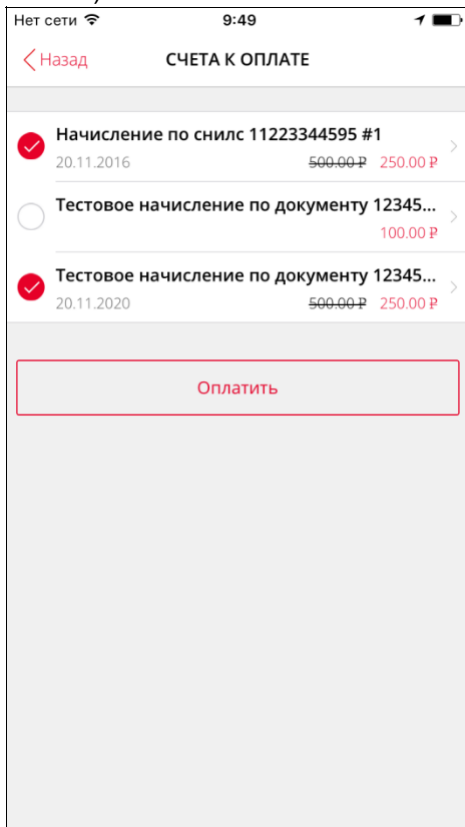 Нет сети 9:49
Назад СЧЕТА К ОПЛАТЕ
Начисление по снилс 11223344595 #1
20.11.2016 500.00 ₽ 250.00 ₽
Тестовое начисление по документу 12345...
100.00 ₽
Тестовое начисление по документу 12345...
20.11.2020 500.00 ₽ 250.00 ₽
Оплатить